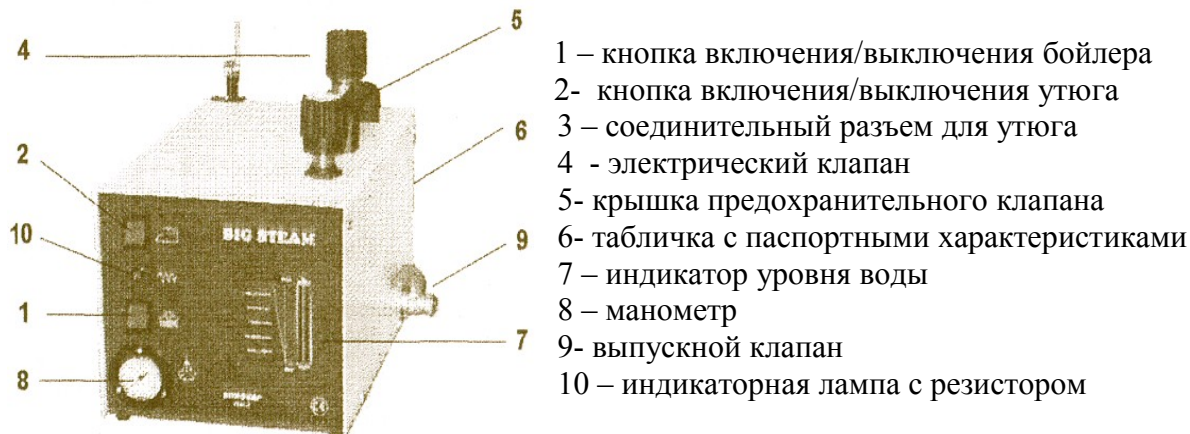 5
4
6
2
10
9
1
7
8
BIG STEAM
1 – кнопка включения/выключения бойлера
2- кнопка включения/выключения утюга
3 – соединительный разъем для утюга
4 - электрический клапан
5- крышка предохранительного клапана
6- табличка с паспортными характеристиками
7 – индикатор уровня воды
8 – манометр
9- выпускной клапан
10 – индикаторная лампа с резистором